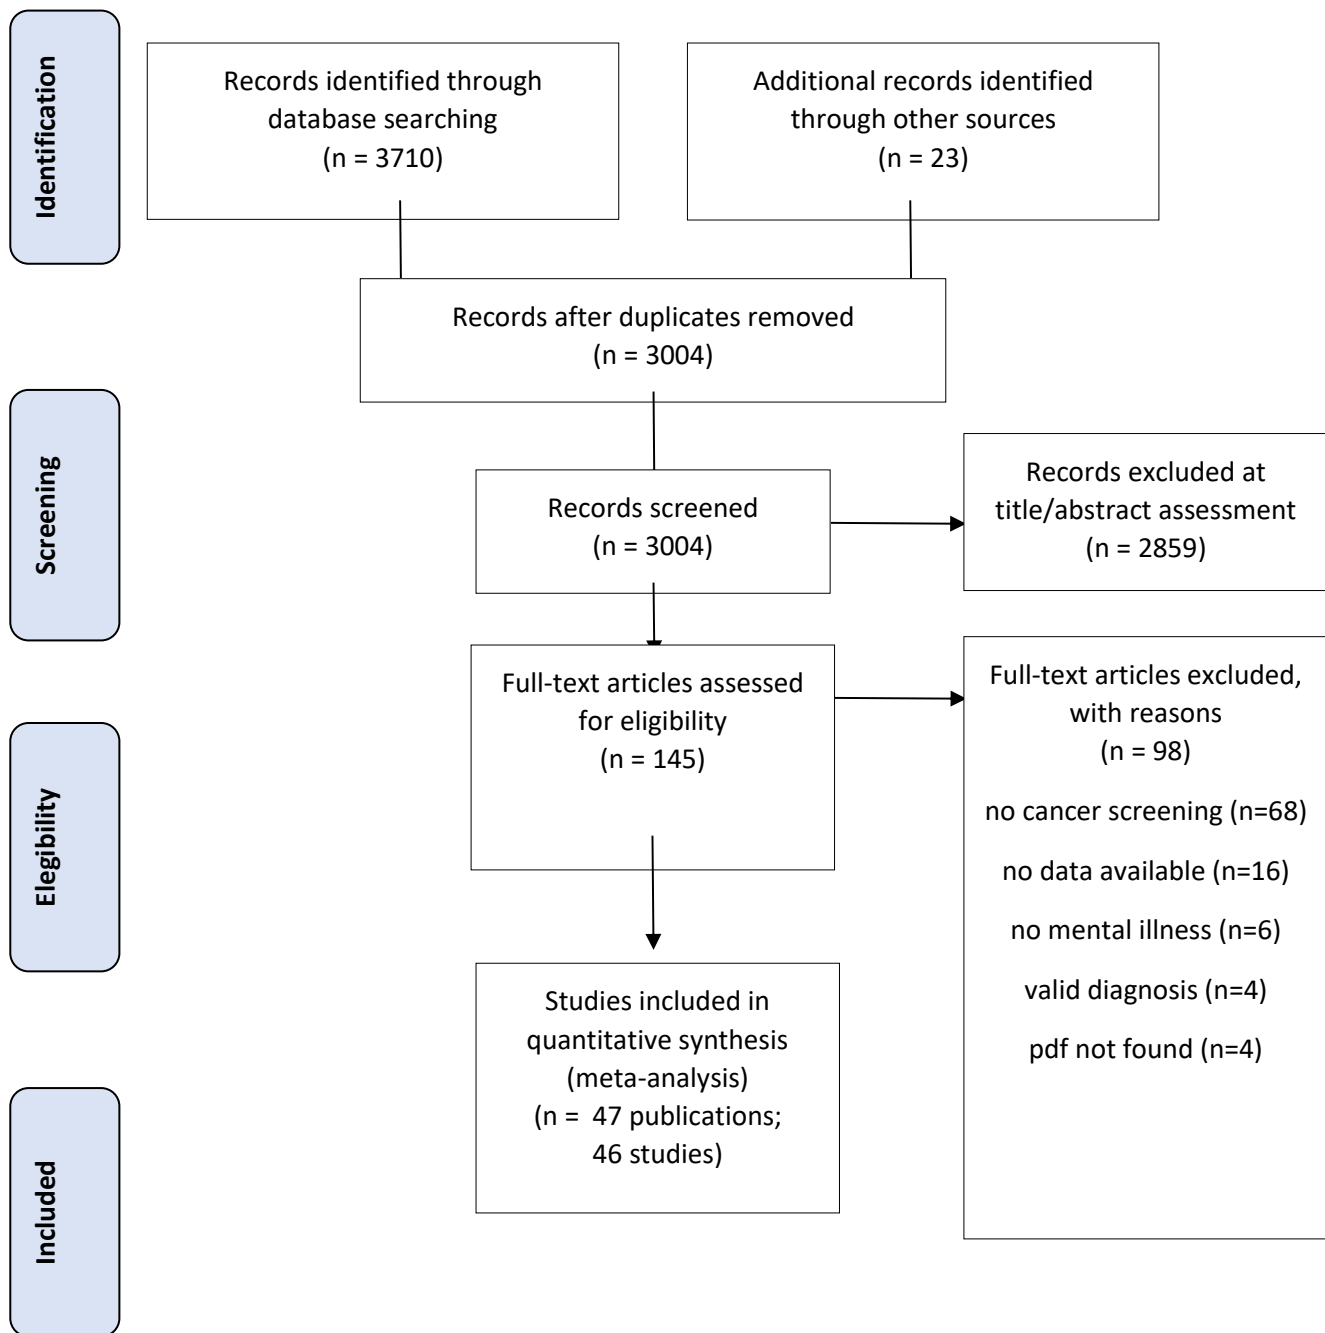 Identification
Records identified through
database searching
(n = 3710)
Additional records identified
through other sources
(n = 23)
Records after duplicates removed
(n = 3004)
Screening
Records screened
(n = 3004)
Records excluded at
title/abstract assessment
(n = 2859)
Elegibility
Full-text articles assessed
for eligibility
(n = 145)
Full-text articles excluded,
with reasons
(n = 98)
no cancer screening (n=68)
no data available (n=16)
no mental illness (n=6)
valid diagnosis (n=4)
pdf not found (n=4)
Included
Studies included in
quantitative synthesis
(meta-analysis)
(n =  47 publications;
46 studies)